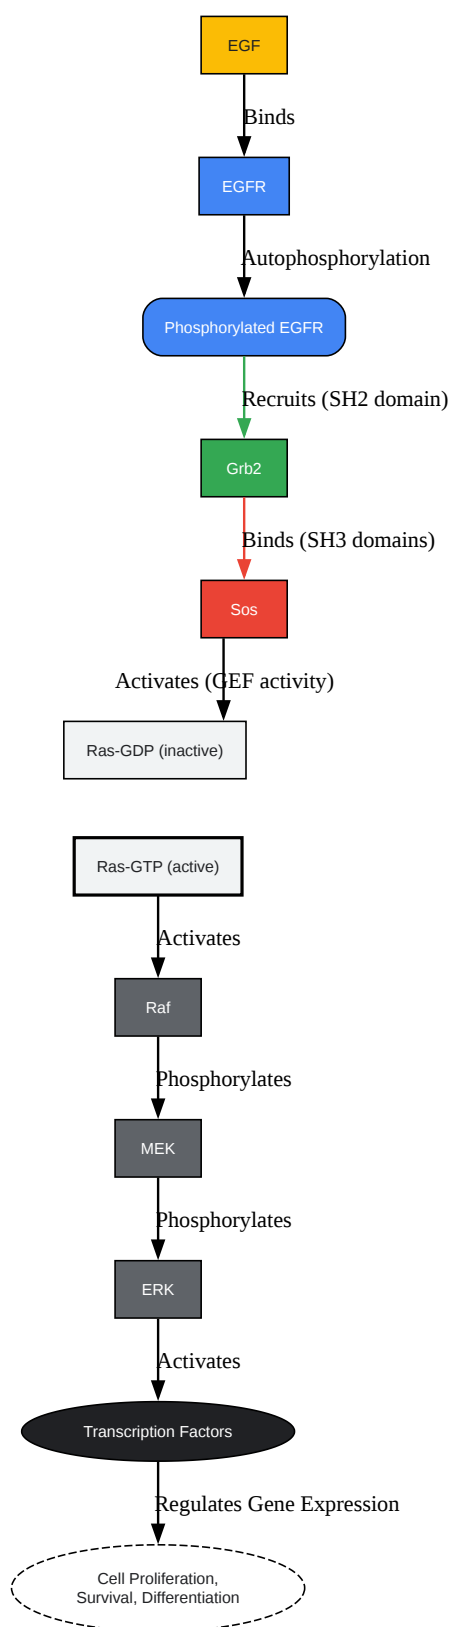 EGF
Binds
EGFR
Autophosphorylation
Phosphorylated EGFR
Recruits (SH2 domain)
Grb2
Binds (SH3 domains)
Sos
Activates (GEF activity)
Ras-GDP (inactive)
Ras-GTP (active)
Activates
Raf
Phosphorylates
MEK
Phosphorylates
ERK
Activates
Transcription Factors
Regulates Gene Expression
Cell Proliferation,
Survival, Differentiation